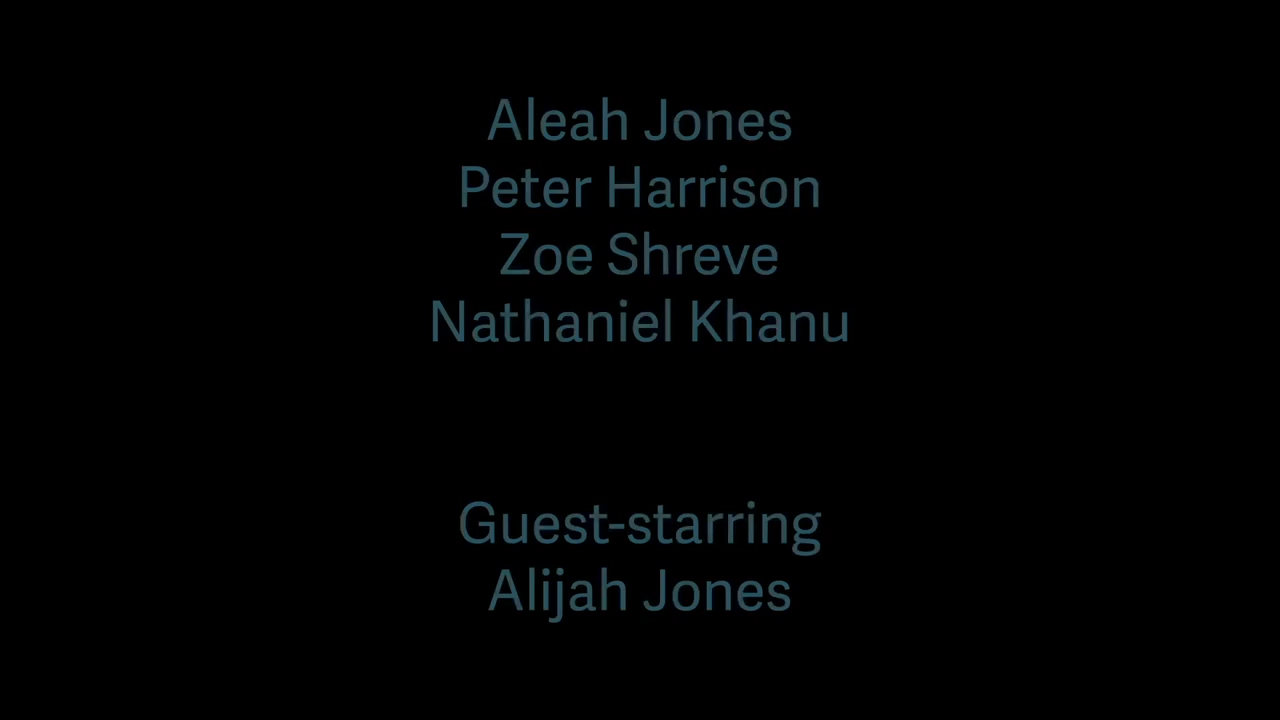 Aleah Jones
Peter Harrison
Zoe Shreve
Nathaniel Khanu
Guest-starring
Alijah Jones